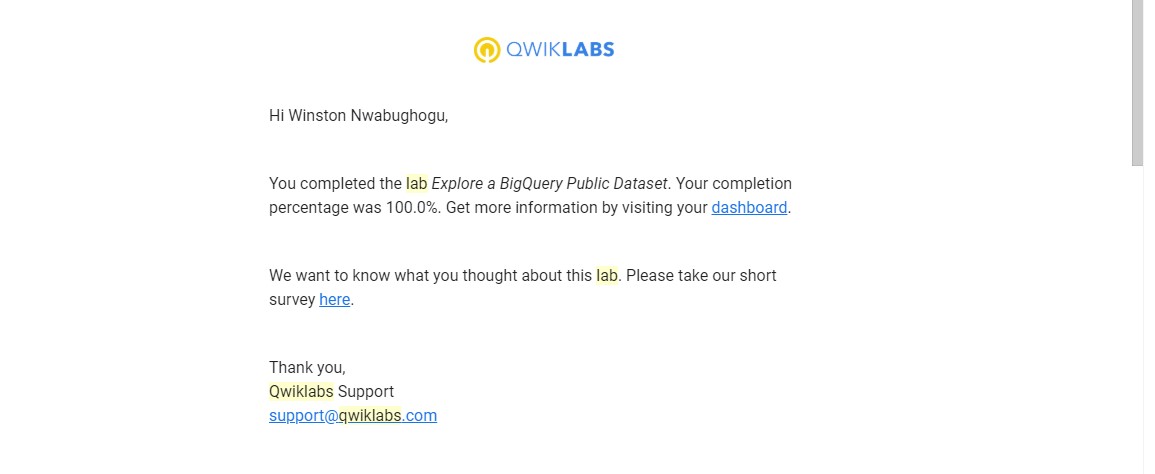 QWIKLABS
Hi Winston Nwabughogu,
You completed the lab Explore a BigQuery Public Dataset. Your completion
percentage was 100.0%. Get more information by visiting your dashboard.
We want to know what you thought about this lab. Please take our short
survey here.
Thank you,
Qwiklabs Support
support@qwiklabs.com